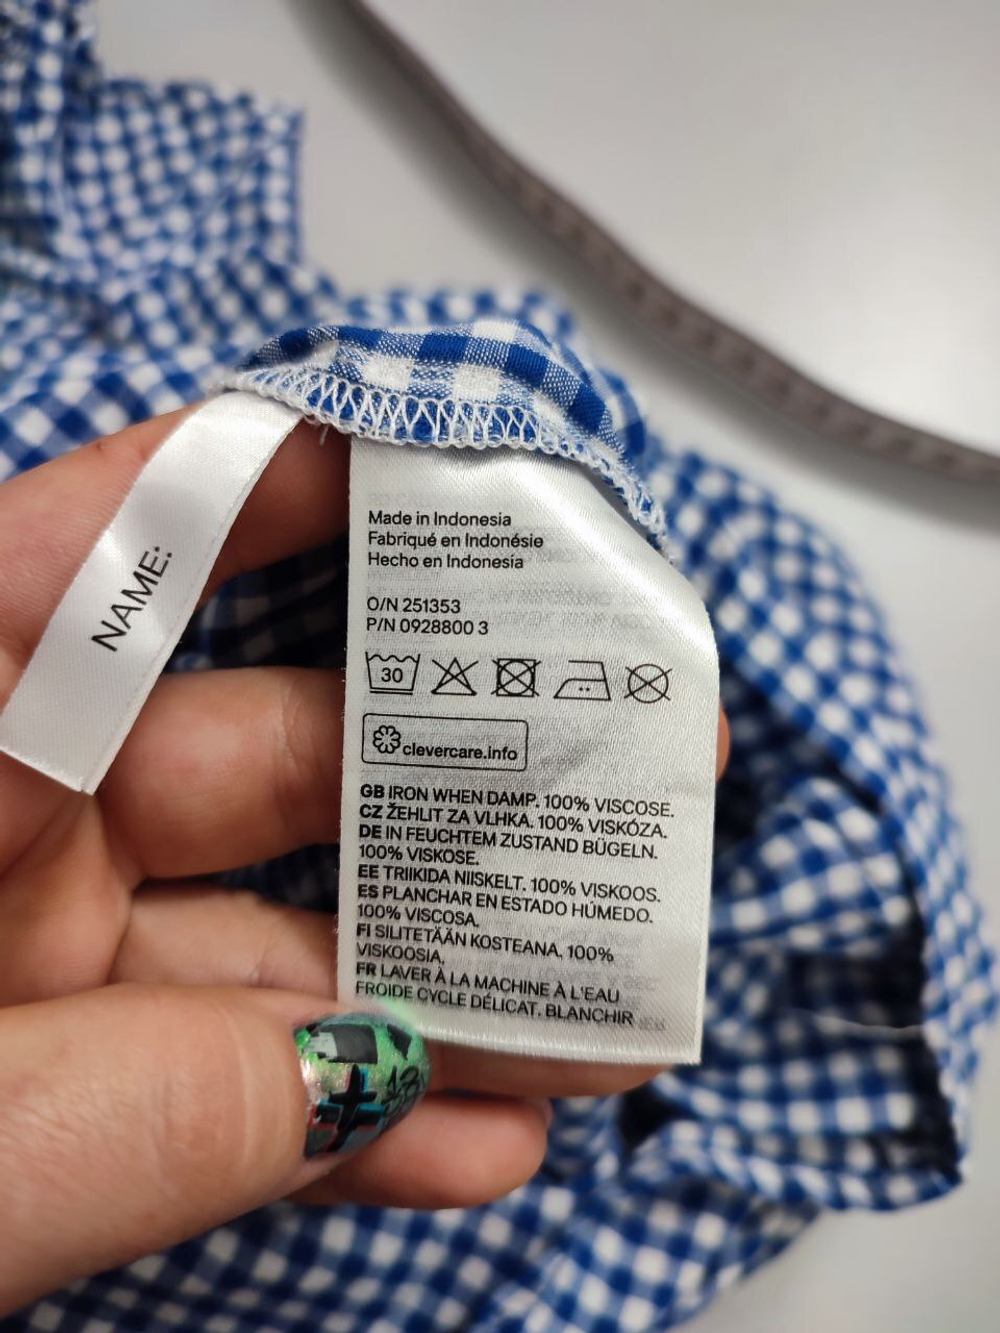 NAME:
Made in Indonesia
Fabriqué en Indonésie
Hecho en Indonesia
O/N 251353
P/N 0928800 3
30
clevercare.info
GB IRON WHEN DAMP. 100% VISCOSE.
CZ ŽEHLIT ZA VLHKA. 100% VISKÓZA.
DE IN FEUCHTEM ZUSTAND BÜGELN.
100% VISKOSE.
EE TRIIKIDA NIISKELT. 100% VISKOOS.
ES PLANCHAR EN ESTADO HÚMEDO.
100% VISCOSA.
FI SILITETÄÄN KOSTEANA. 100%
VISKOOSIA.
FR LAVER À LA MACHINE À L'EAU
FROIDE CYCLE DÉLICAT. BLANCHIR